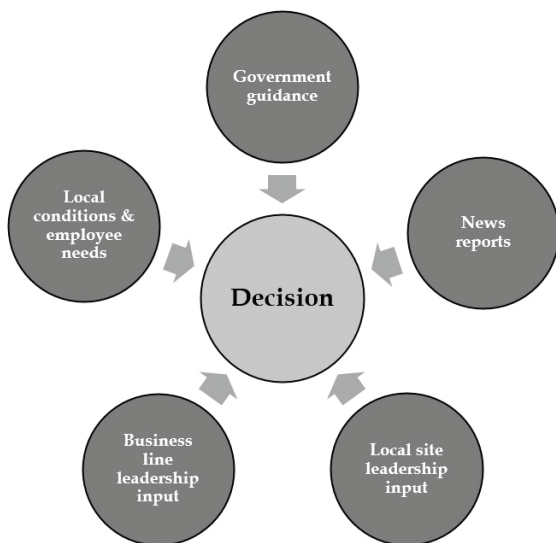 Government
guidance
Local
conditions &
employee
needs
News
reports
Decision
Business
line
leadership
input
Local site
leadership
input